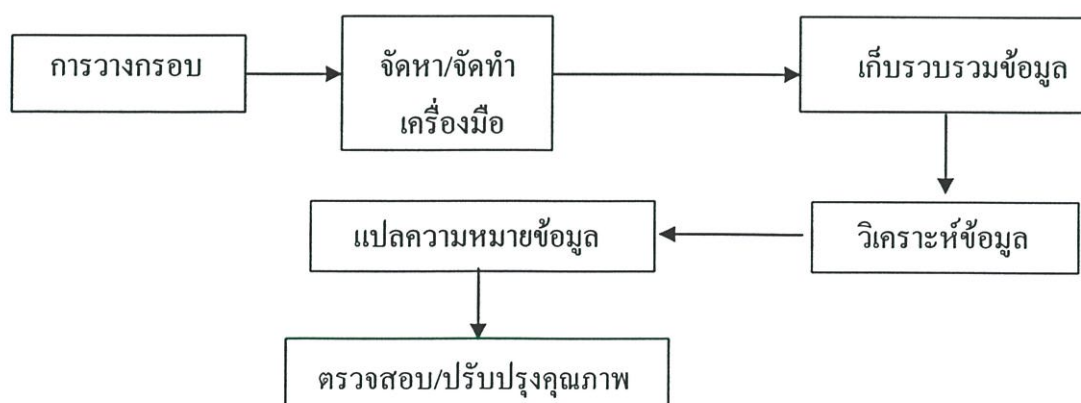 การวางกรอบ
จัดหา/จัดทำ
เครื่องมือ
เก็บรวบรวมข้อมูล
วิเคราะห์ข้อมูล
แปลความหมายข้อมูล
ตรวจสอบ/ปรับปรุงคุณภาพ